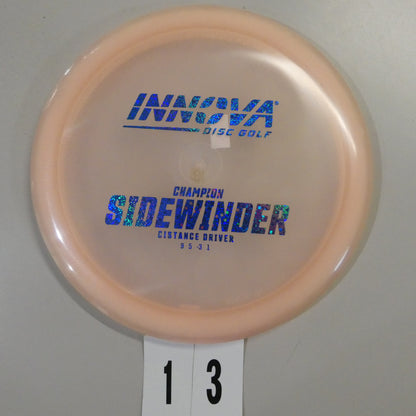 INNOVA
DISC GOLF
CHAMPION
SIDEWINDER
DISTANCE DRIVER
9 5 -3 1
1 3